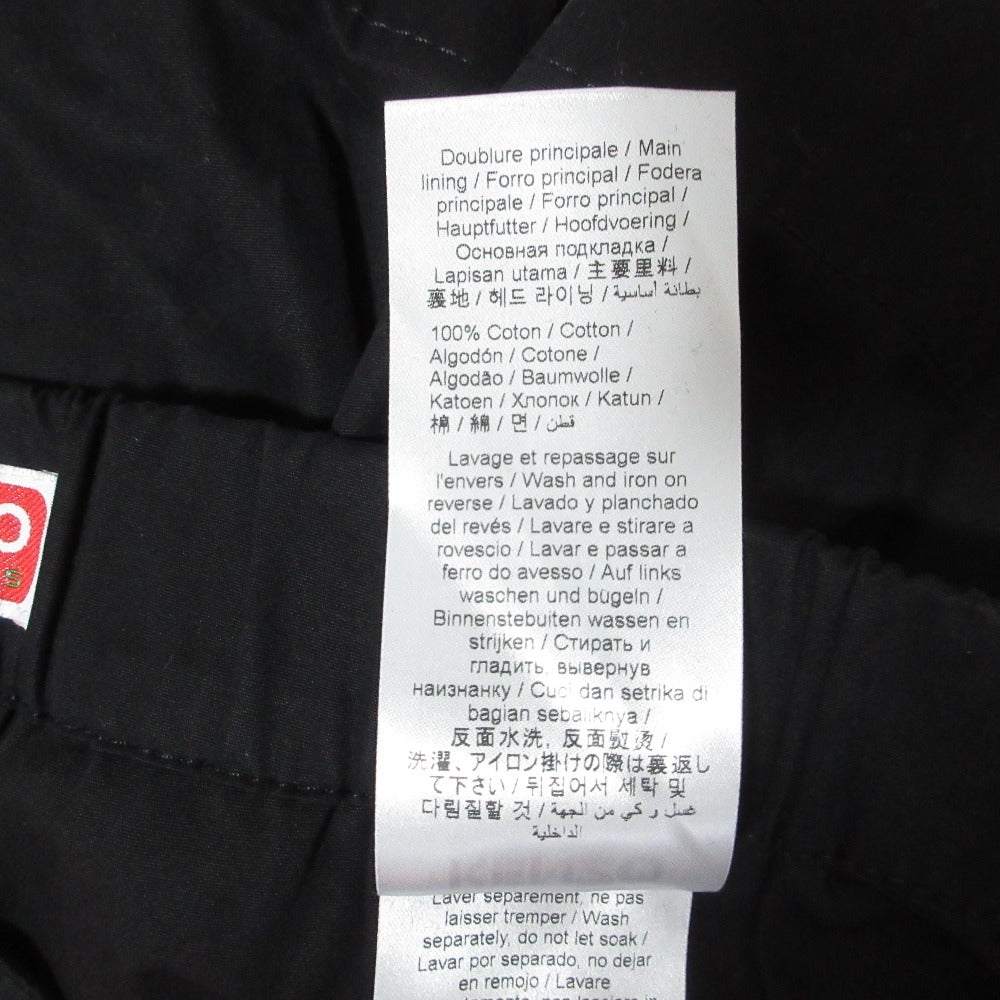 Doublure principale / Main
lining / Forro principal / Fodera
principale / Forro principal /
Hauptfutter / Hoofdvoering /
Основная подкладка /
Lapisan utama / 主要里料 /
裏地 / 헤드 라이닝 / بطانة أساسية
100% Coton / Cotton /
Algodón / Cotone /
Algodão / Baumwolle /
Katoen / Хлопок / Katun /
棉 / 綿 / 면 / قطن
Lavage et repassage sur
l'envers / Wash and iron on
reverse / Lavado y planchado
del revés / Lavare e stirare a
rovescio / Lavar e passar a
ferro do avesso / Auf links
waschen und bügeln /
Binnenstebuiten wassen en
strijken / Стирать и
гладить, вывернув
наизнанку / Cuci dan setrika di
bagian sebaliknya /
反面水洗, 反面熨烫 /
洗濯、アイロン掛けの際は裏返し
て下さい / 뒤집어서 세탁 및
다림질할 것 / غسل و كي من الجهة
الداخلية
Laver séparément, ne pas
laisser tremper / Wash
separately, do not let soak /
Lavar por separado, no dejar
en remojo / Lavare
O
S